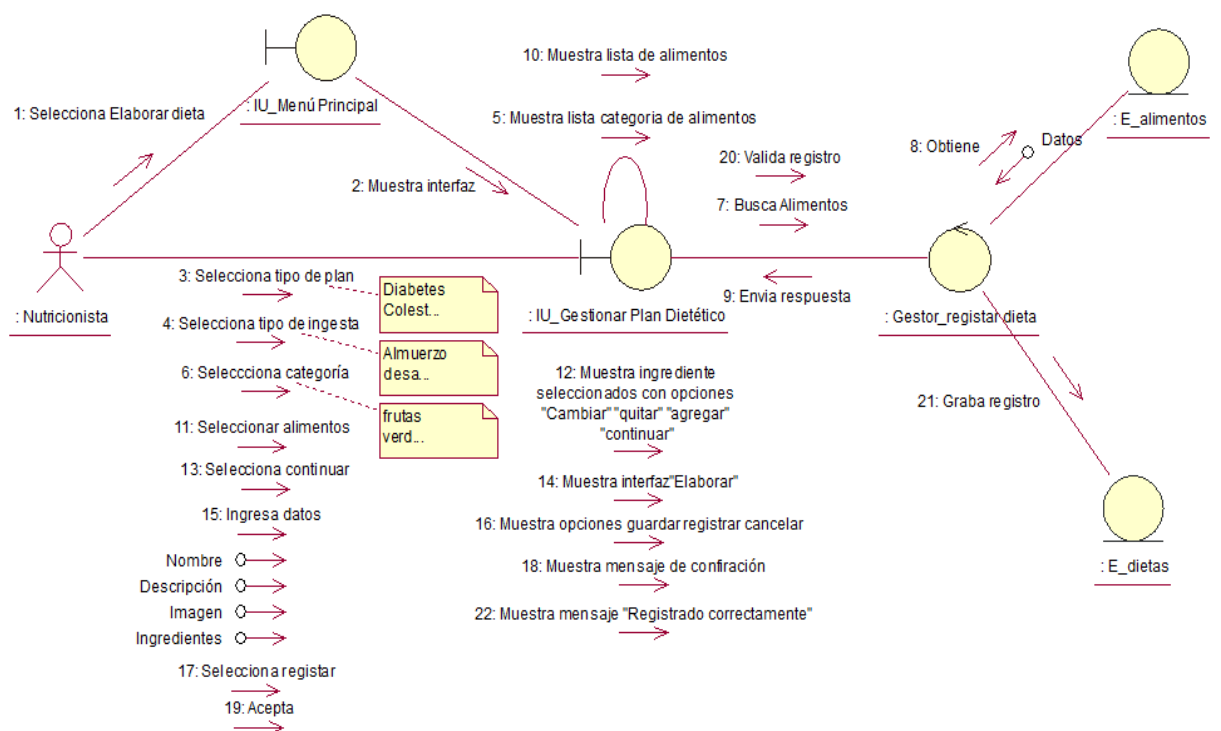 10: Muestra lista de alimentos
1: Selecciona Elaborar dieta
: IU_Menú Principal
5: Muestra lista categoria de alimentos
: E_alimentos
8: Obtiene
Datos
20: Valida registro
2: Muestra interfaz
7: Busca Alimentos
3: Selecciona tipo de plan
Diabetes
Colest...
9: Envia respuesta
: Nutricionista
: IU_Gestionar Plan Dietético
: Gestor_registar dieta
4: Selecciona tipo de ingesta
Almuerzo
desa...
6: Seleccciona categoría
frutas
verd...
12: Muestra ingrediente
seleccionados con opciones
"Cambiar" "quitar" "agregar"
"continuar"
21: Graba registro
11: Seleccionar alimentos
13: Selecciona continuar
14: Muestra interfaz"Elaborar"
15: Ingresa datos
16: Muestra opciones guardar registrar cancelar
Nombre
Descripción
Imagen
Ingredientes
18: Muestra mensaje de confiración
: E_dietas
22: Muestra mensaje "Registrado correctamente"
17: Selecciona registar
19: Acepta